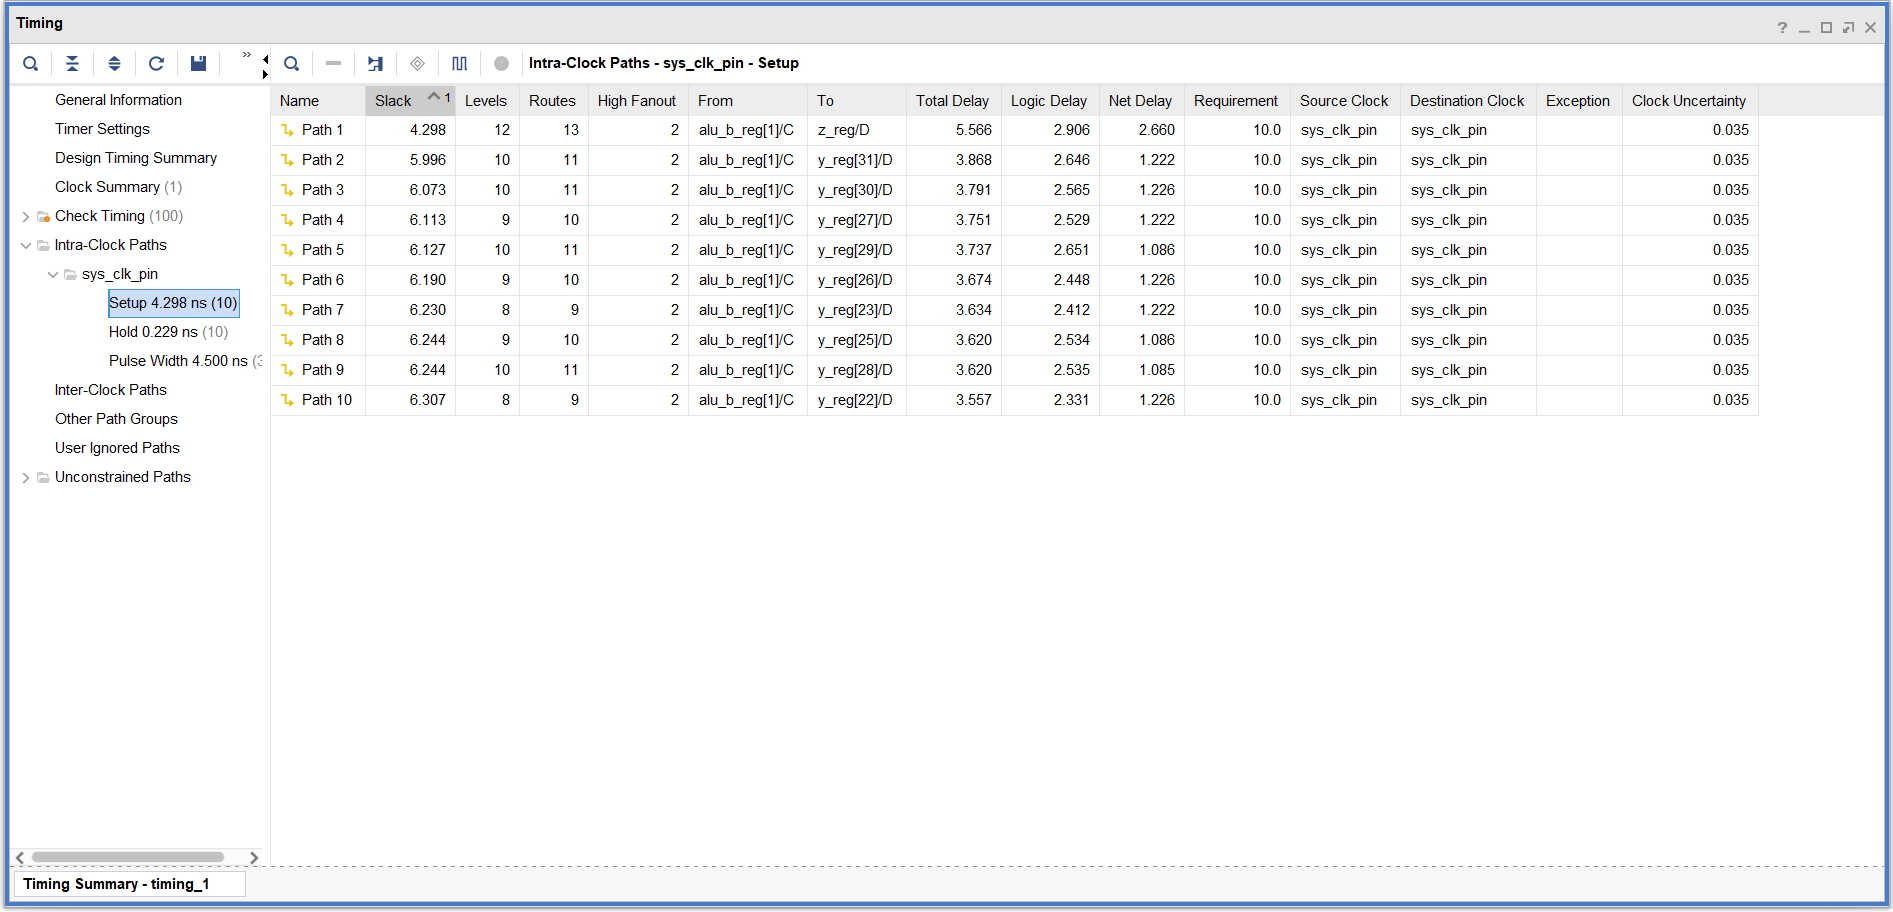 Timing
Intra-Clock Paths - sys_clk_pin - Setup
General Information
Timer Settings
Design Timing Summary
Clock Summary (1)
Check Timing (100)
Intra-Clock Paths
sys_clk_pin
Setup 4.298 ns (10)
Hold 0.229 ns (10)
Pulse Width 4.500 ns
Inter-Clock Paths
Other Path Groups
User Ignored Paths
Unconstrained Paths
Name Slack 1 Levels Routes High Fanout From To Total Delay Logic Delay Net Delay Requirement Source Clock Destination Clock Exception Clock Uncertainty
Path 1 4.298 12 13 2 alu_b_reg[1]/C z_reg/D 5.566 2.906 2.660 10.0 sys_clk_pin sys_clk_pin 0.035
Path 2 5.996 10 11 2 alu_b_reg[1]/C y_reg[31]/D 3.868 2.646 1.222 10.0 sys_clk_pin sys_clk_pin 0.035
Path 3 6.073 10 11 2 alu_b_reg[1]/C y_reg[30]/D 3.791 2.565 1.226 10.0 sys_clk_pin sys_clk_pin 0.035
Path 4 6.113 9 10 2 alu_b_reg[1]/C y_reg[27]/D 3.751 2.529 1.222 10.0 sys_clk_pin sys_clk_pin 0.035
Path 5 6.127 10 11 2 alu_b_reg[1]/C y_reg[29]/D 3.737 2.651 1.086 10.0 sys_clk_pin sys_clk_pin 0.035
Path 6 6.190 9 10 2 alu_b_reg[1]/C y_reg[26]/D 3.674 2.448 1.226 10.0 sys_clk_pin sys_clk_pin 0.035
Path 7 6.230 8 9 2 alu_b_reg[1]/C y_reg[23]/D 3.634 2.412 1.222 10.0 sys_clk_pin sys_clk_pin 0.035
Path 8 6.244 9 10 2 alu_b_reg[1]/C y_reg[25]/D 3.620 2.534 1.086 10.0 sys_clk_pin sys_clk_pin 0.035
Path 9 6.244 10 11 2 alu_b_reg[1]/C y_reg[28]/D 3.620 2.535 1.085 10.0 sys_clk_pin sys_clk_pin 0.035
Path 10 6.307 8 9 2 alu_b_reg[1]/C y_reg[22]/D 3.557 2.331 1.226 10.0 sys_clk_pin sys_clk_pin 0.035
Timing Summary - timing_1